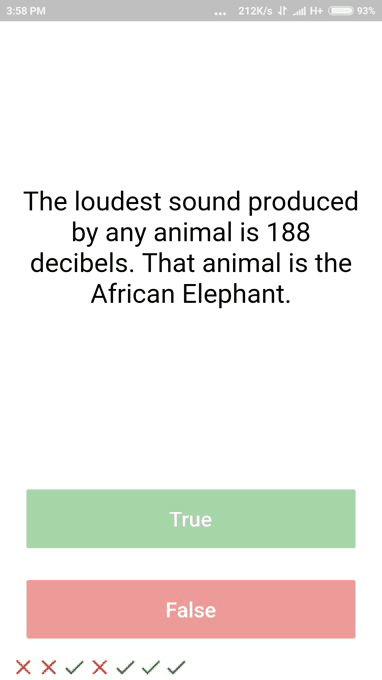 3:58 PM ... 212K/s H+ 93%
The loudest sound produced
by any animal is 188
decibels. That animal is the
African Elephant.
True
False